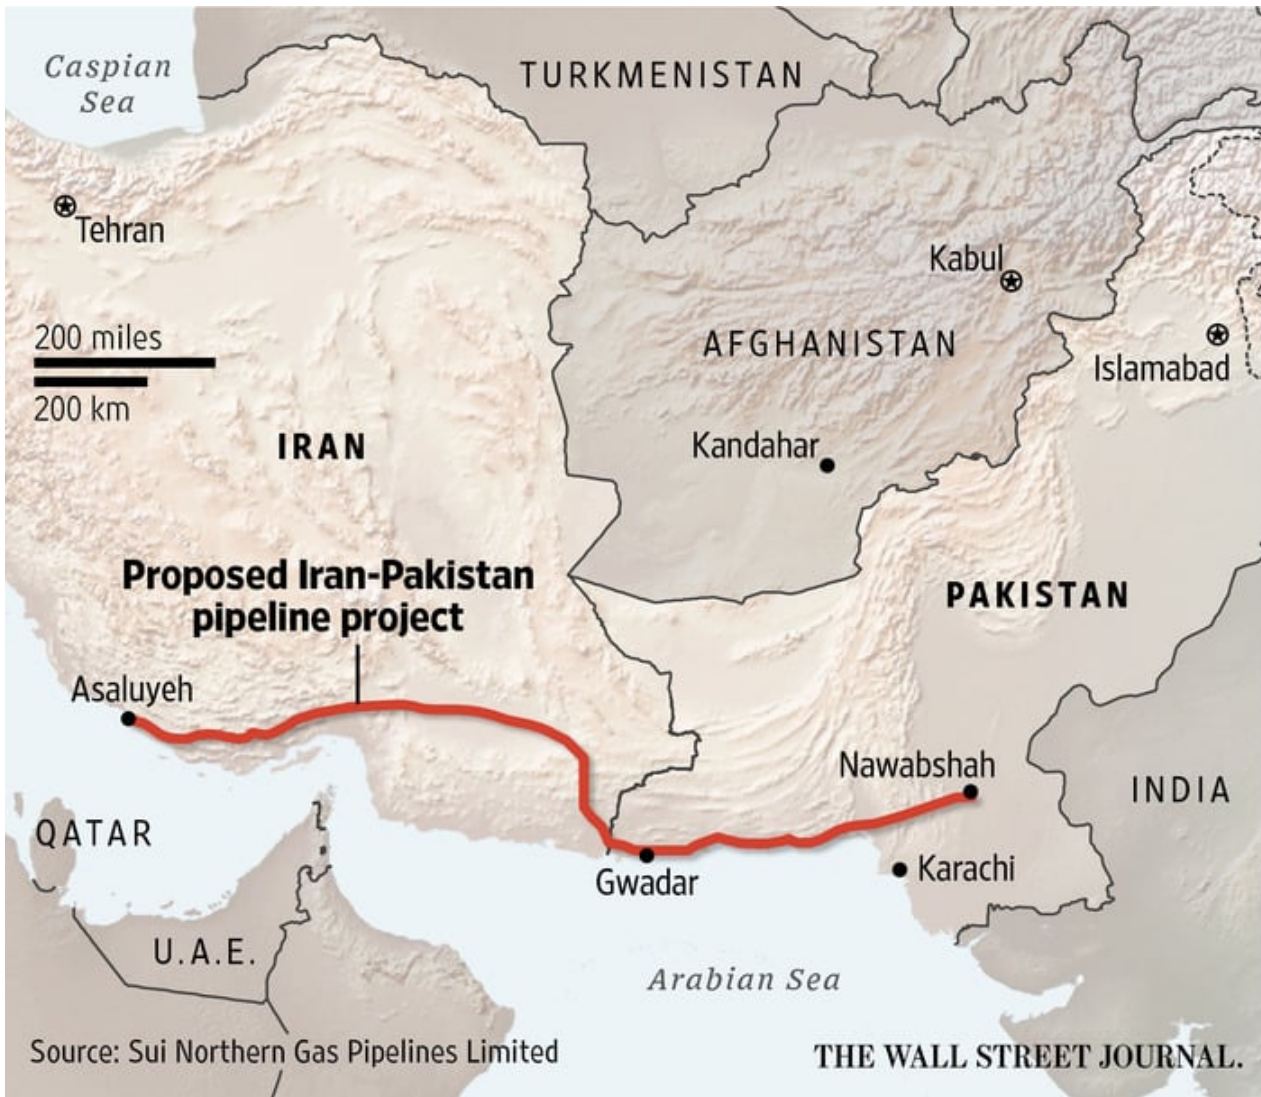 Caspian
Sea
TURKMENISTAN
Tehran
Kabul
200 miles
200 km
AFGHANISTAN
Islamabad
IRAN
Kandahar
Proposed Iran-Pakistan
pipeline project
PAKISTAN
Asaluyeh
Nawabshah
INDIA
QATAR
Gwadar
Karachi
U.A.E.
Arabian Sea
Source: Sui Northern Gas Pipelines Limited
THE WALL STREET JOURNAL.